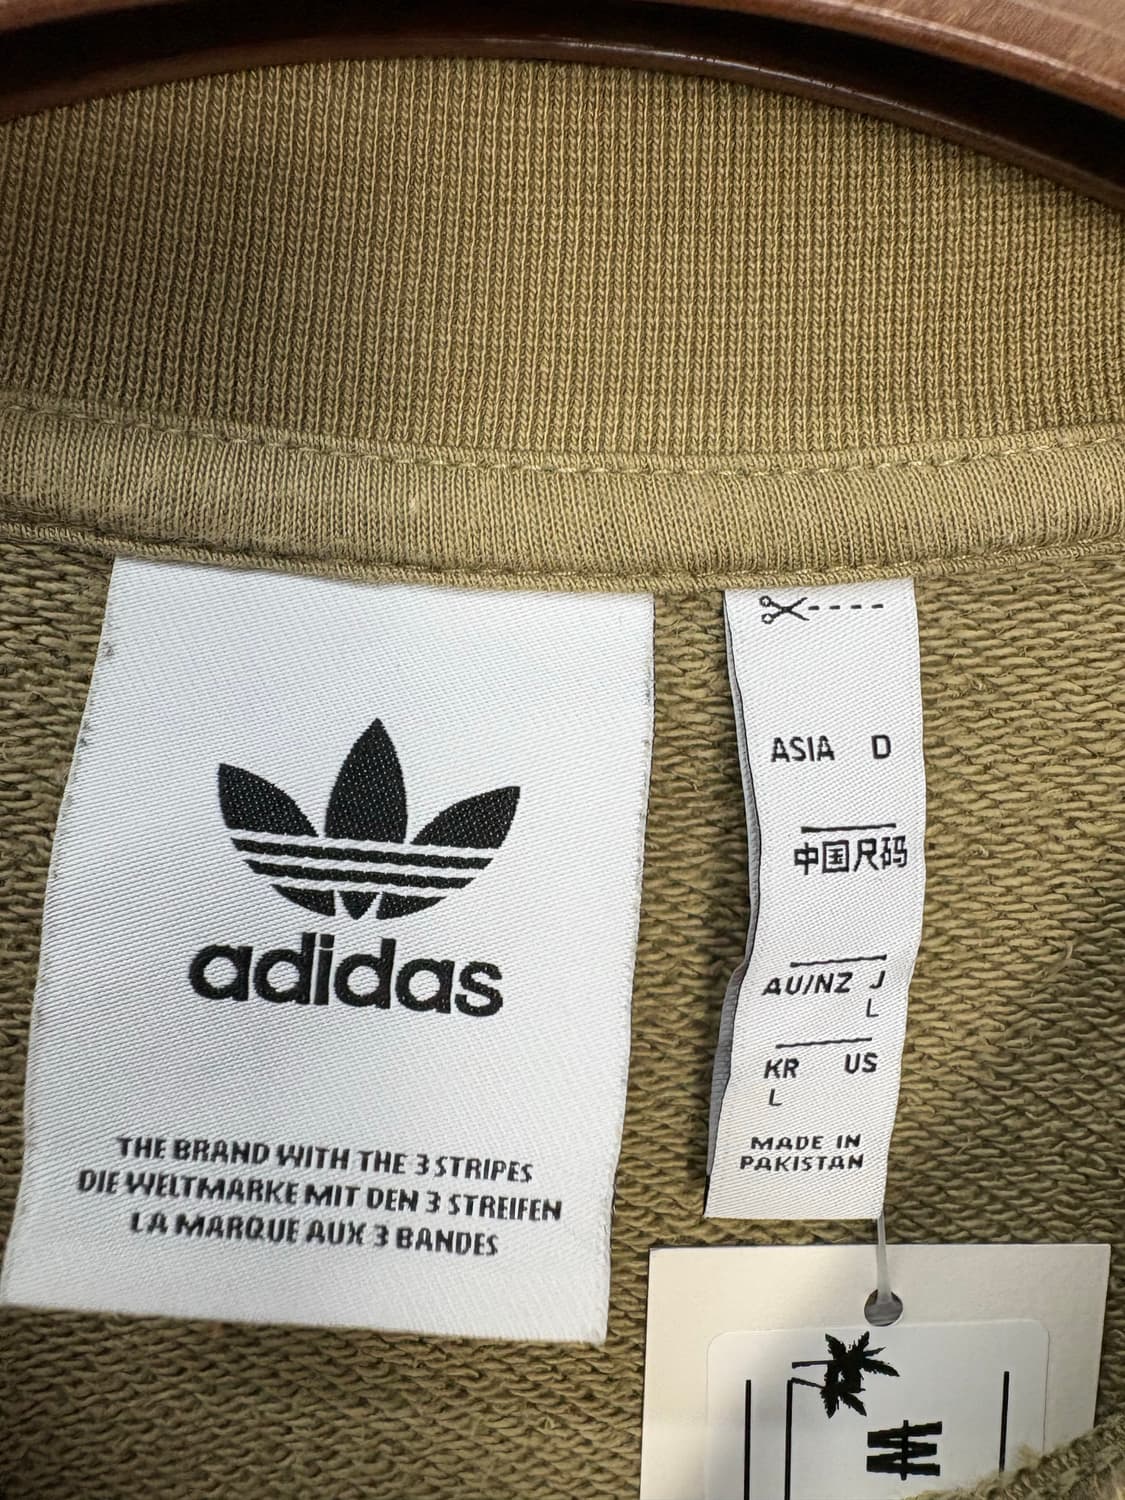 adidas
THE BRAND WITH THE 3 STRIPES
DIE WELTMARKE MIT DEN 3 STREIFEN
LA MARQUE AUX 3 BANDES
ASIA D
中国尺码
AU/NZ J
L
KR US
L
MADE IN
PAKISTAN